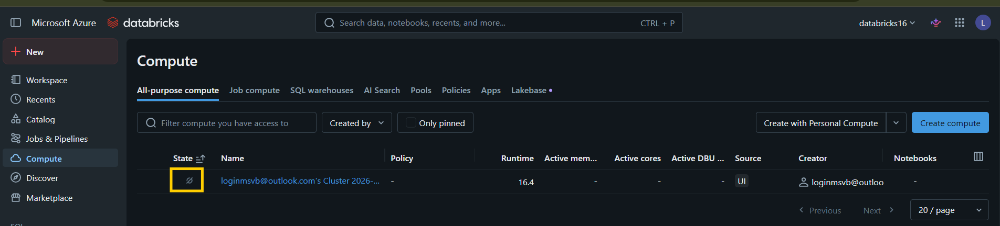 Microsoft Azure databricks Search data, notebooks, recents, and more... CTRL + P databricks16 L
New
Workspace
Recents
Catalog
Jobs & Pipelines
Compute
Discover
Marketplace
SQL
Compute
All-purpose compute Job compute SQL warehouses AI Search Pools Policies Apps Lakebase
Filter compute you have access to Created by Only pinned Create with Personal Compute Create compute
State Name Policy Runtime Active mem... Active cores Active DBU ... Source Creator Notebooks
loginmsvb@outlook.com's Cluster 2026-... - 16.4 - - - UI loginmsvb@outloo -
Previous Next 20 / page